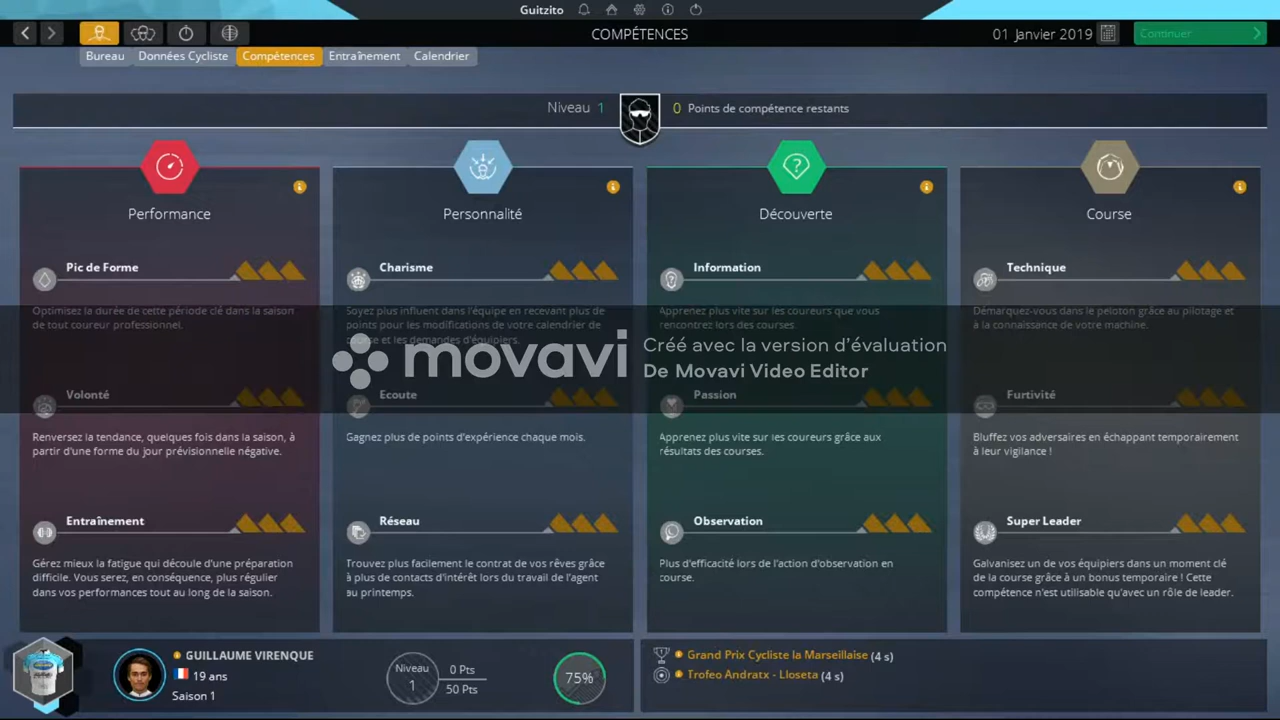 Guitzito
COMPÉTENCES
01 Janvier 2019
Continuer
Bureau
Données Cycliste
Compétences
Entraînement
Calendrier
Niveau 1
0 Points de compétence restants
Performance
Pic de Forme
Optimisez la durée de cette période clé dans la saison
de tout coureur professionnel.
Volonté
Renversez la tendance, quelques fois dans la saison, à
partir d'une forme du jour prévisionnelle négative.
Entraînement
Gérez mieux la fatigue qui découle d'une préparation
difficile. Vous serez, en conséquence, plus régulier
dans vos performances tout au long de la saison.
Personnalité
Charisme
Soyez plus influent dans l'équipe en recevant plus de
points pour les modifications de votre calendrier de
course et les demandes d'équipiers.
Ecoute
Gagnez plus de points d'expérience chaque mois.
Réseau
Trouvez plus facilement le contrat de vos rêves grâce
à plus de contacts d'intérêt lors du travail de l'agent
au printemps.
Découverte
Information
Apprenez plus vite sur les coureurs que vous
rencontrez lors des courses.
Passion
Apprenez plus vite sur les coureurs grâce aux
résultats des courses.
Observation
Plus d'efficacité lors de l'action d'observation en
course.
Course
Technique
Démarquez-vous dans le peloton grâce au pilotage et
à la connaissance de votre machine.
Furtivité
Bluffez vos adversaires en échappant temporairement
à leur vigilance !
Super Leader
Galvanisez un de vos équipiers dans un moment clé
de la course grâce à un bonus temporaire ! Cette
compétence n'est utilisable qu'avec un rôle de leader.
movavi
Créé avec la version d'évaluation
De Movavi Video Editor
GUILLAUME VIRENQUE
19 ans
Saison 1
Niveau
1
0 Pts
50 Pts
75%
Grand Prix Cycliste la Marseillaise (4 s)
Trofeo Andratx - Lloseta (4 s)